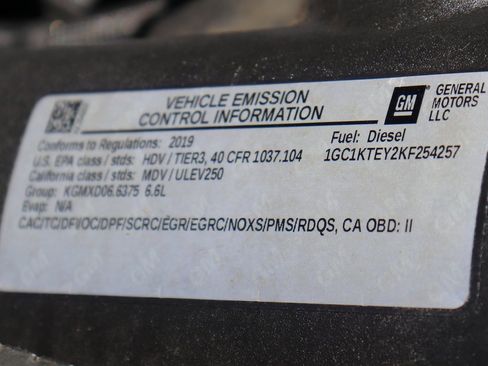 VEHICLE EMISSION
CONTROL INFORMATION
GM
GENERAL
MOTORS
LLC
Conforms to Regulations: 2019
Fuel: Diesel
U.S. EPA class / stds: HDV / TIER3, 40 CFR 1037.104
1GC1KTEY2KF254257
California class / stds: MDV / ULEV250
Group: KGMXD06.6375 6.6L
Evap: N/A
CAC/TC/DFI/OC/DPF/SCRC/EGR/EGRC/NOXS/PMS/RDQS, CA OBD: II